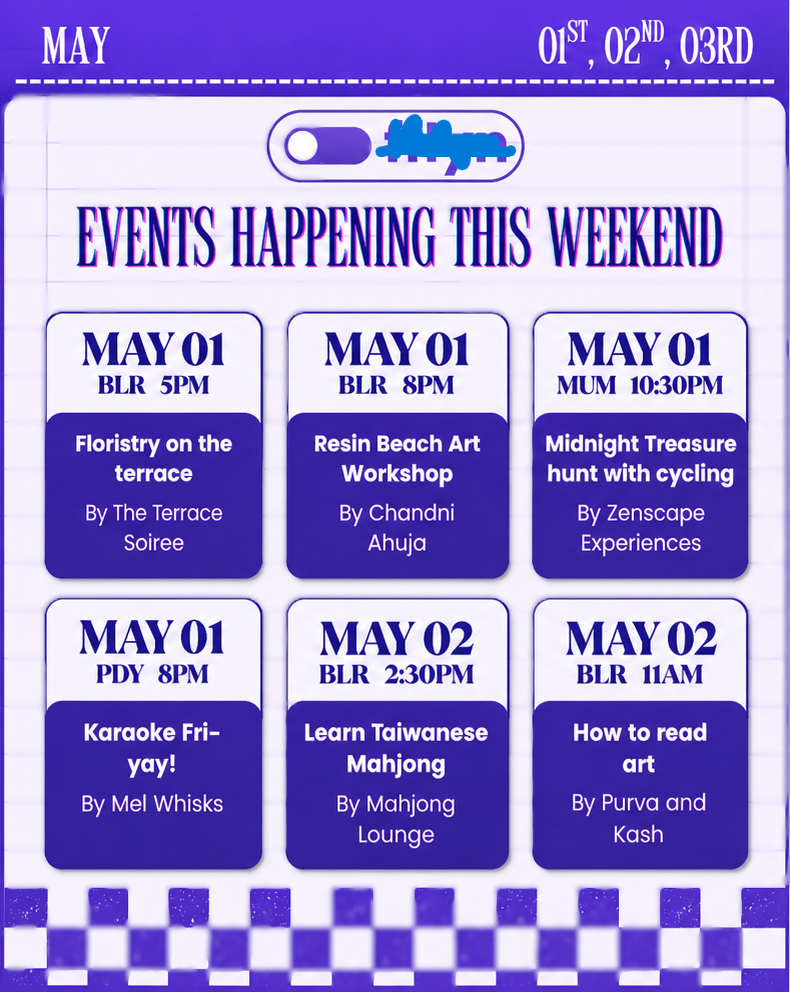 MAY
01ST, 02ND, 03RD
EVENTS HAPPENING THIS WEEKEND
MAY 01
BLR 5PM
Floristry on the
terrace
By The Terrace
Soiree
MAY 01
BLR 8PM
Resin Beach Art
Workshop
By Chandni
Ahuja
MAY 01
MUM 10:30PM
Midnight Treasure
hunt with cycling
By Zenscape
Experiences
MAY 01
PDY 8PM
Karaoke Fri-
yay!
By Mel Whisks
MAY 02
BLR 2:30PM
Learn Taiwanese
Mahjong
By Mahjong
Lounge
MAY 02
BLR 11AM
How to read
art
By Purva and
Kash